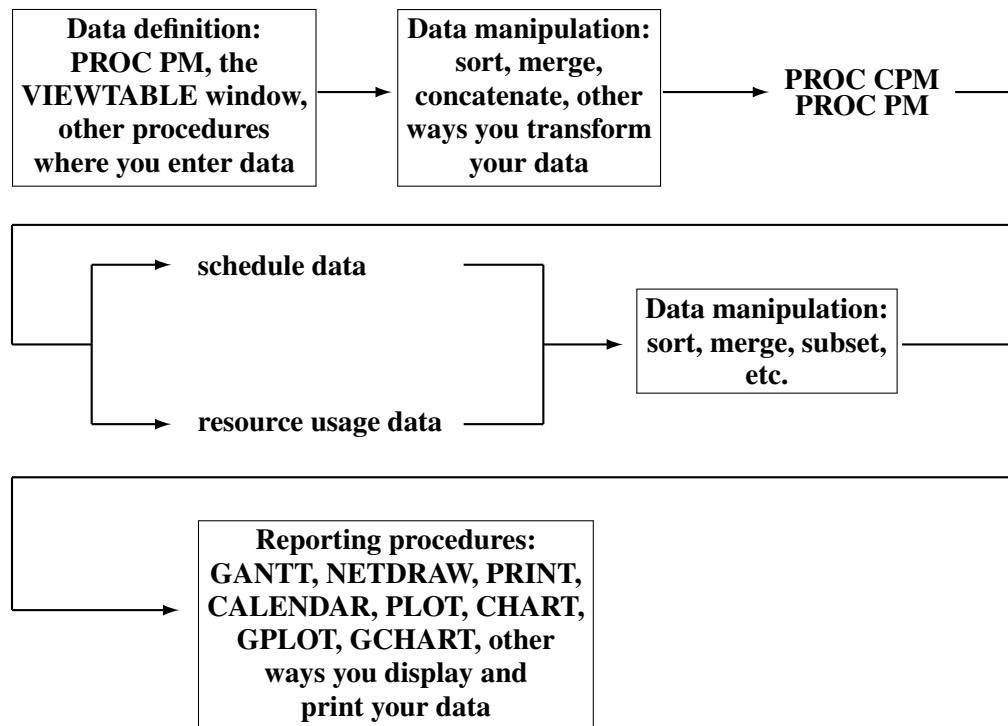 Data definition:
PROC PM, the
VIEWTABLE window,
other procedures
where you enter data
Data manipulation:
sort, merge,
concatenate, other
ways you transform
your data
PROC CPM
PROC PM
schedule data
resource usage data
Data manipulation:
sort, merge, subset,
etc.
Reporting procedures:
GANTT, NETDRAW, PRINT,
CALENDAR, PLOT, CHART,
GPLOT, GCHART, other
ways you display and
print your data